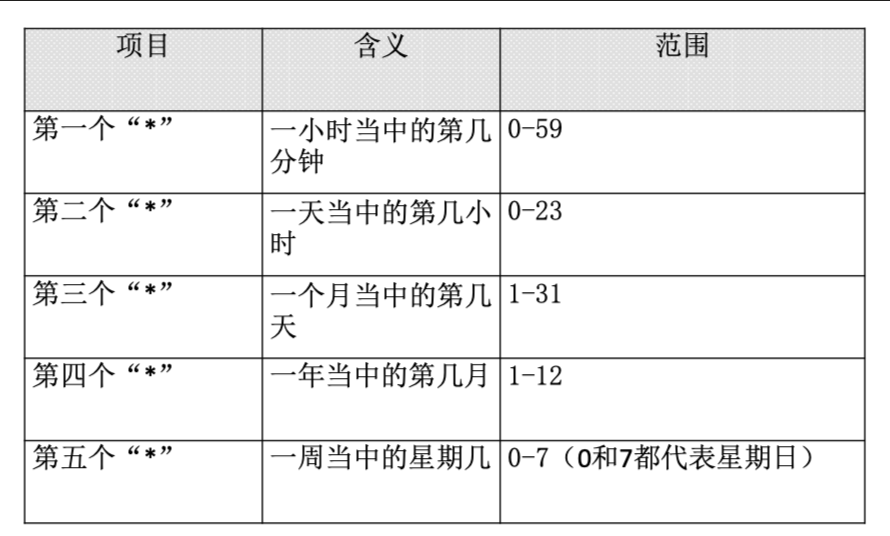 项目 含义 范围
第一个“*” 一小时当中的第几分钟 0-59
第二个“*” 一天当中的第几小时 0-23
第三个“*” 一个月当中的第几天 1-31
第四个“*” 一年当中的第几月 1-12
第五个“*” 一周当中的星期几 0-7（0和7都代表星期日）